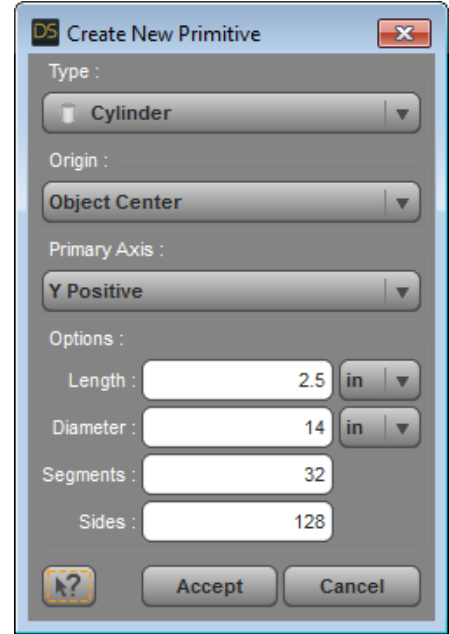 DS Create New Primitive
Type :
Cylinder
Origin :
Object Center
Primary Axis :
Y Positive
Options :
Length : 2.5 in
Diameter : 14 in
Segments : 32
Sides : 128
? Accept Cancel